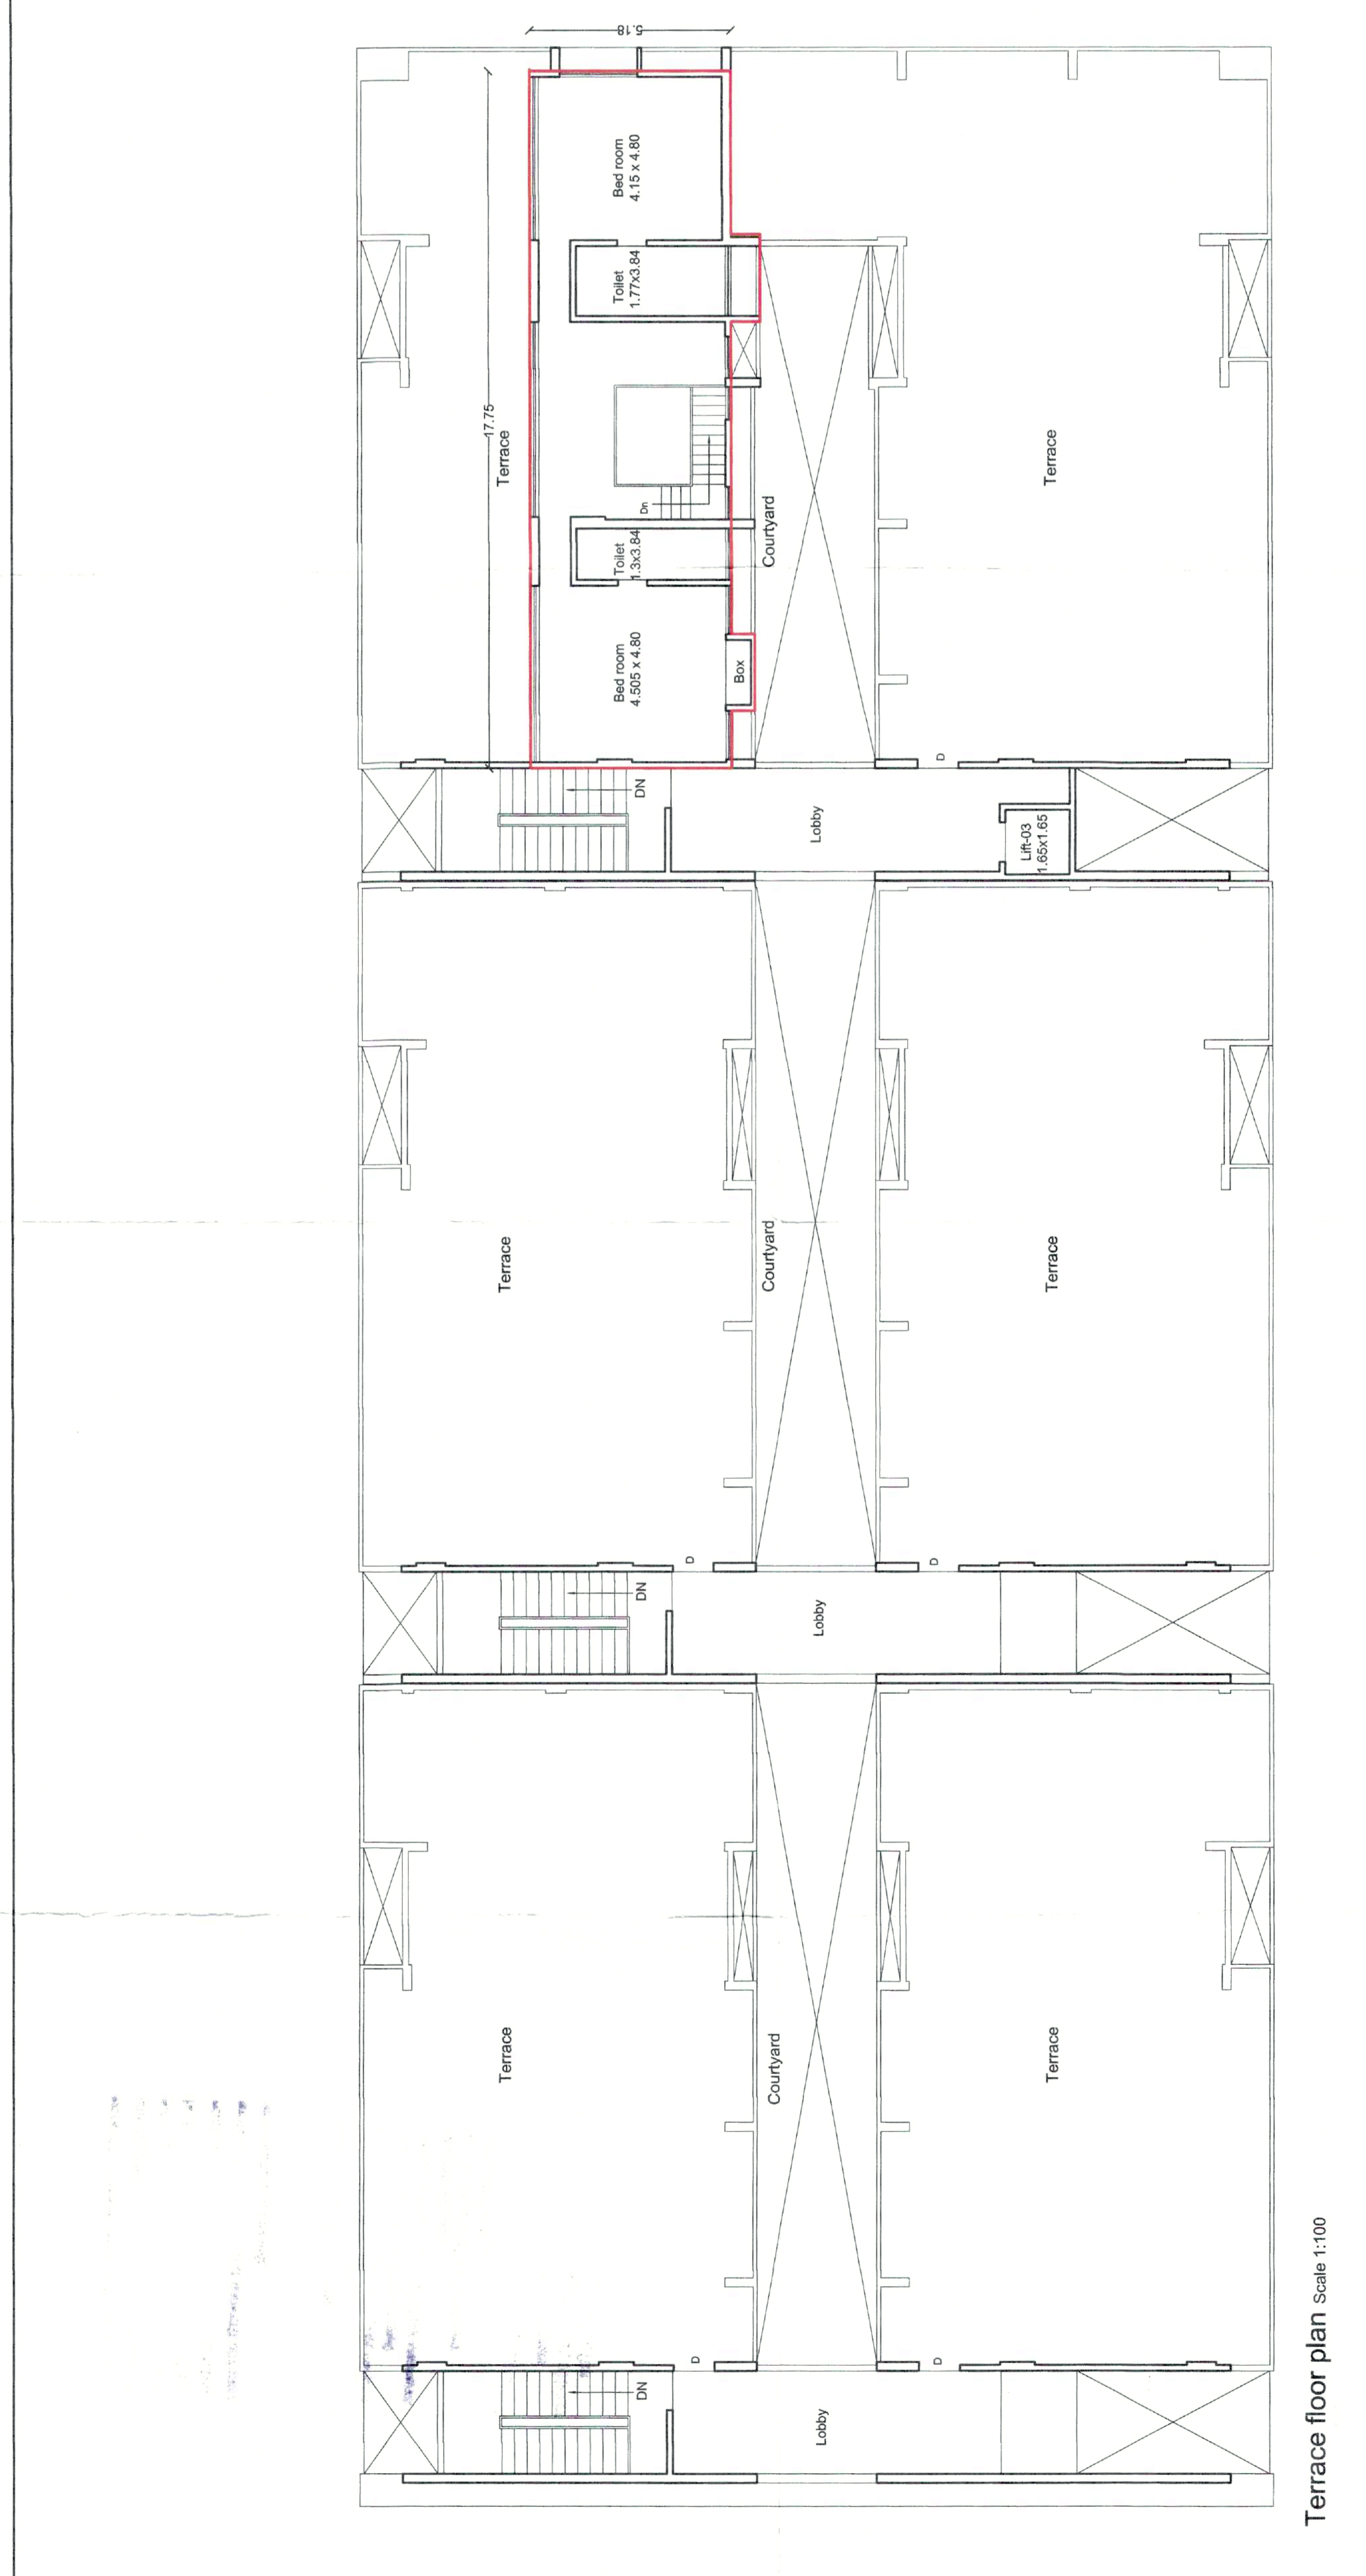 5.18
17.75
Terrace
Bed room
4.15 x 4.80
Toilet
1.77x3.84
Dn
Toilet
1.3x3.84
Bed room
4.505 x 4.80
Box
Courtyard
Terrace
D
DN
Lobby
Lift-03
1.65x1.65
Terrace
Courtyard
Terrace
D
D
DN
Lobby
Terrace
Courtyard
Terrace
D
D
DN
Lobby
Terrace floor plan Scale 1:100